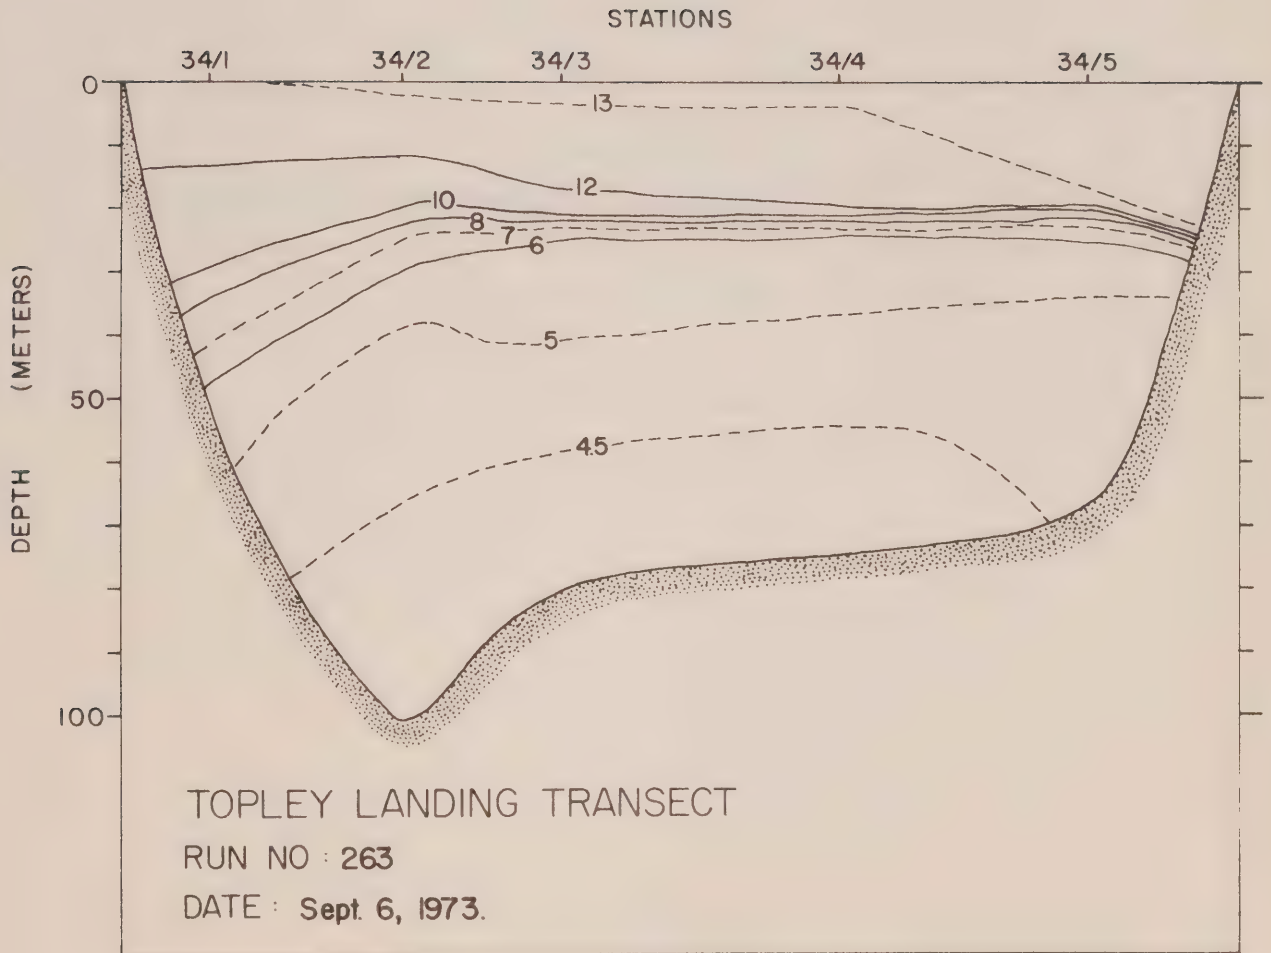 STATIONS
34/1 34/2 34/3 34/4 34/5
0
13
12
10
8
7
6
5
50
4.5
100
DEPTH (METERS)
TOPLEY LANDING TRANSECT
RUN NO : 263
DATE : Sept. 6, 1973.